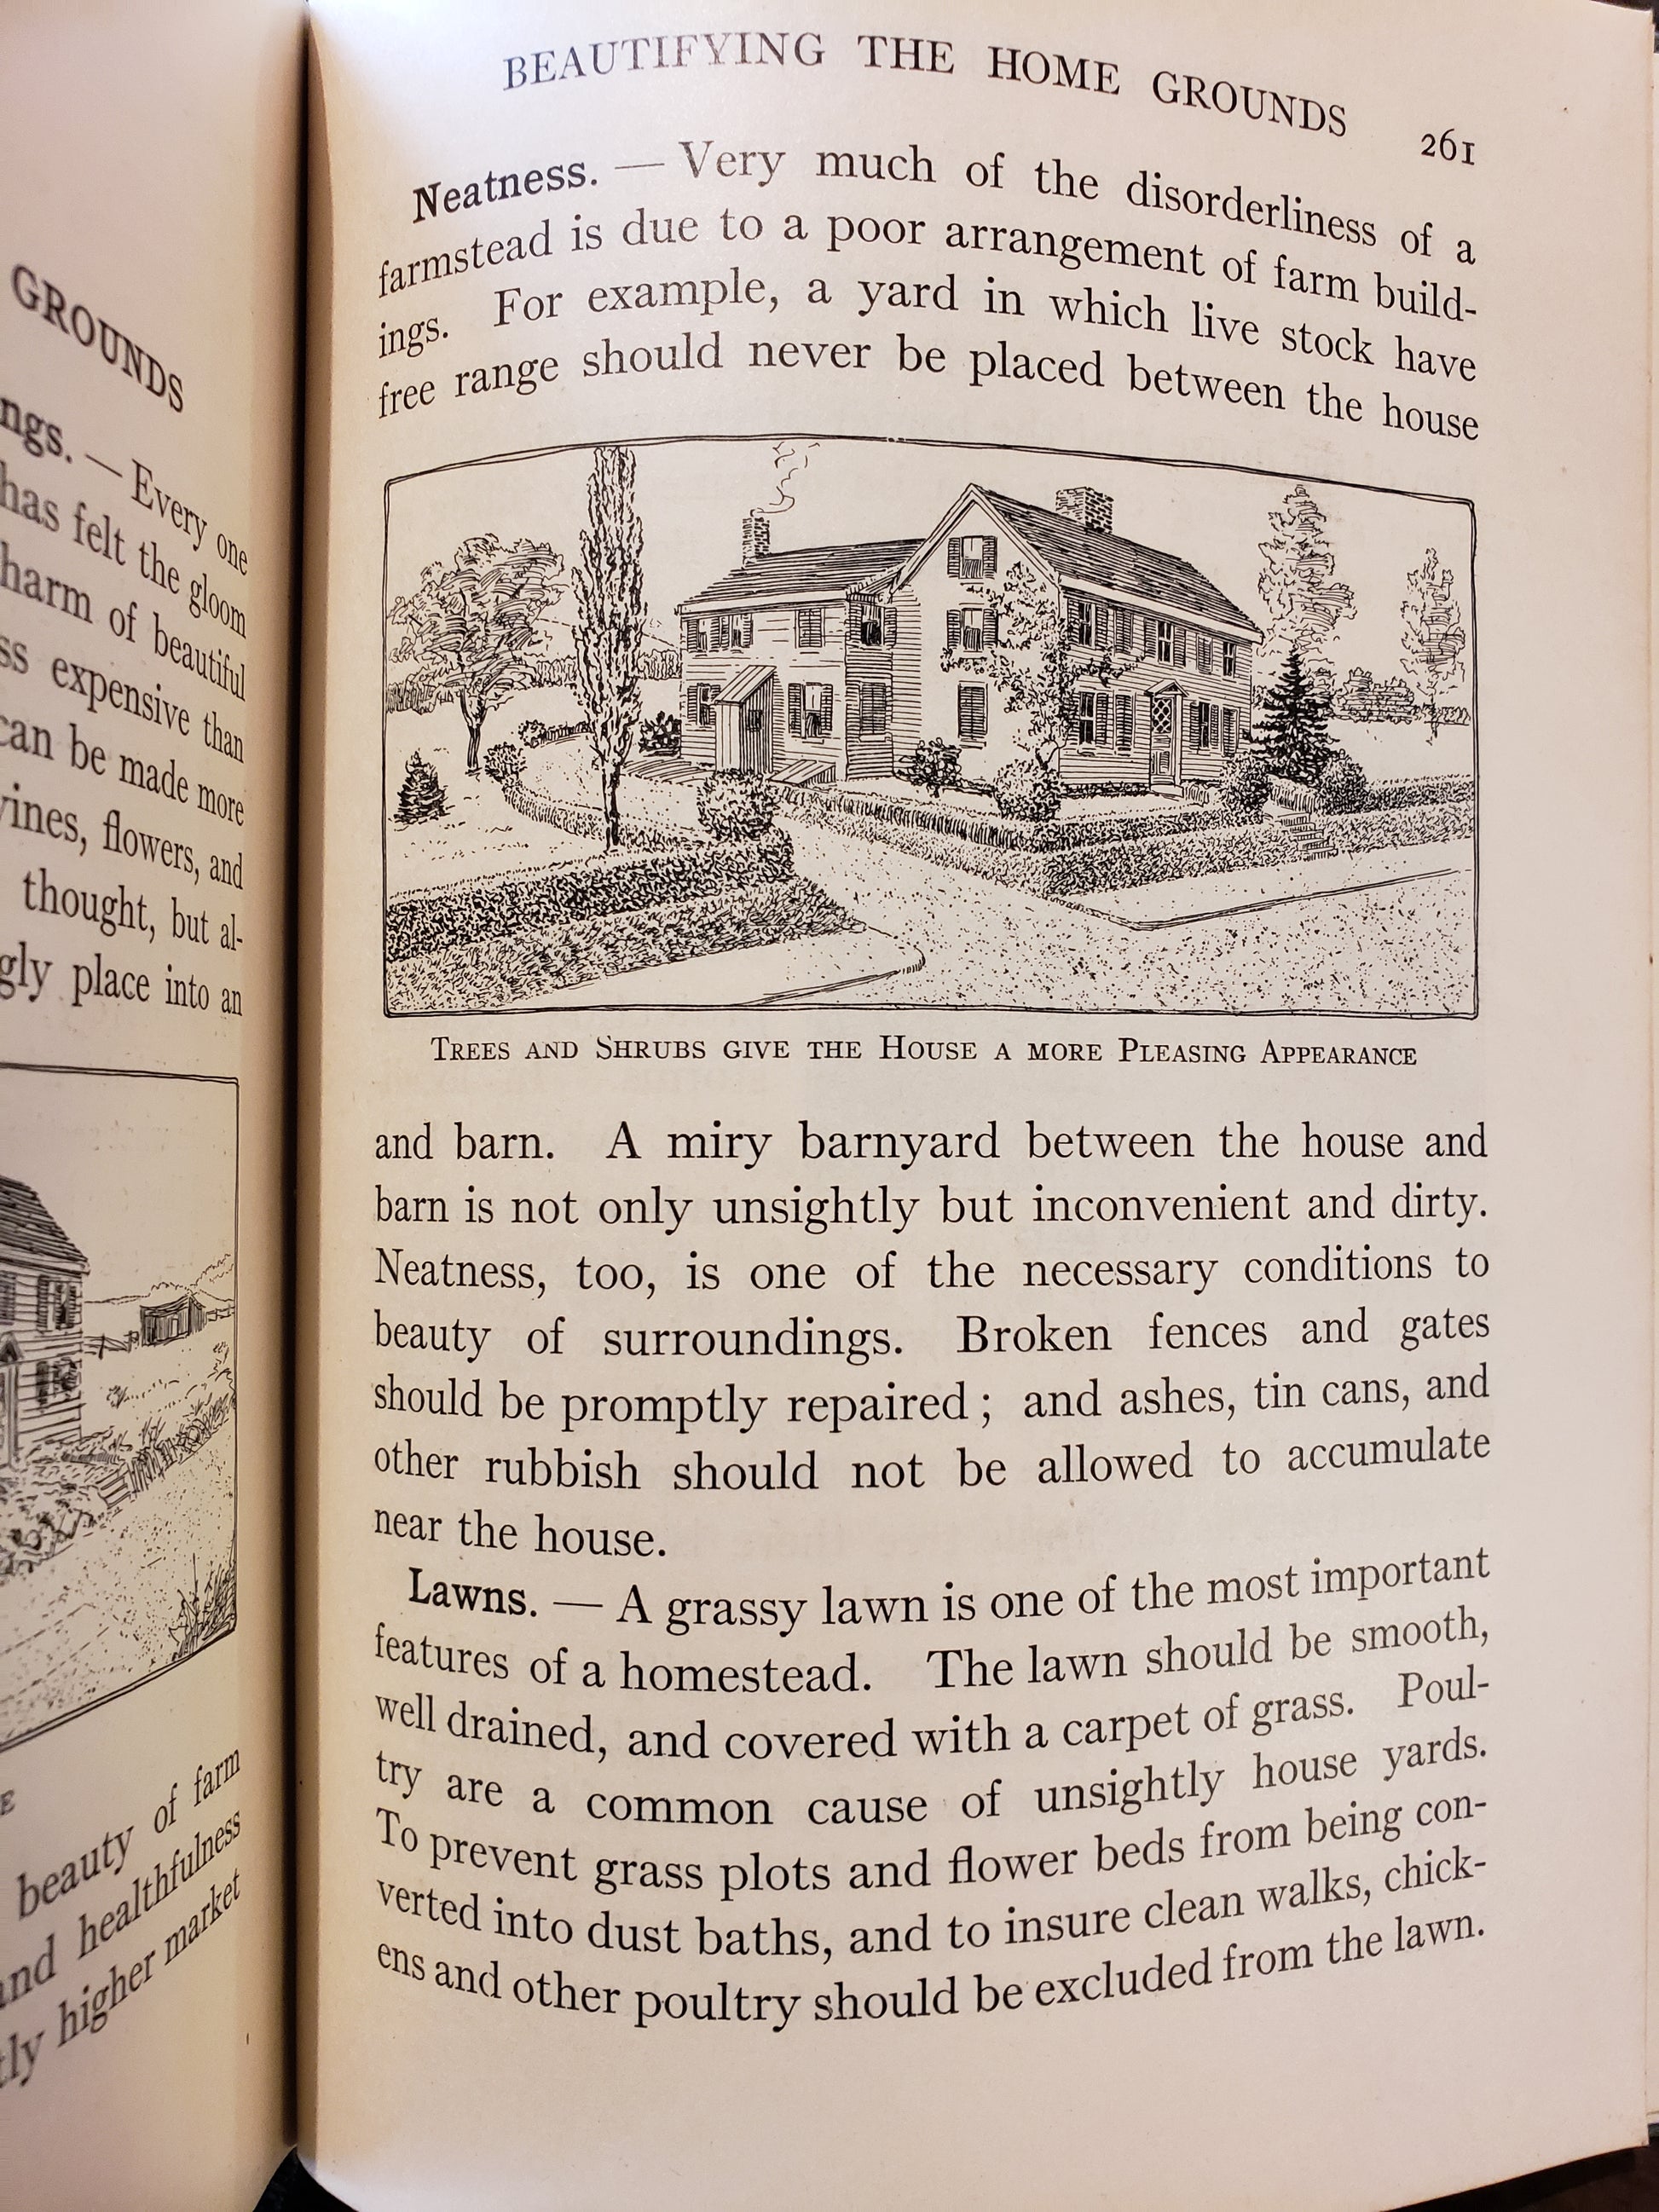 GROUNDS
ngs. — Every one
has felt the gloom
harm of beautiful
ss expensive than
can be made more
vines, flowers, and
thought, but al-
gly place into an
E
beauty of farm
and healthfulness
tly higher market
BEAUTIFYING THE HOME GROUNDS 261
Neatness. — Very much of the disorderliness of a
farmstead is due to a poor arrangement of farm build-
ings. For example, a yard in which live stock have
free range should never be placed between the house
TREES AND SHRUBS GIVE THE HOUSE A MORE PLEASING APPEARANCE
and barn. A miry barnyard between the house and
barn is not only unsightly but inconvenient and dirty.
Neatness, too, is one of the necessary conditions to
beauty of surroundings. Broken fences and gates
should be promptly repaired; and ashes, tin cans, and
other rubbish should not be allowed to accumulate
near the house.
Lawns. — A grassy lawn is one of the most important
features of a homestead. The lawn should be smooth,
well drained, and covered with a carpet of grass. Poul-
try are a common cause of unsightly house yards.
To prevent grass plots and flower beds from being con-
verted into dust baths, and to insure clean walks, chick-
ens and other poultry should be excluded from the lawn.